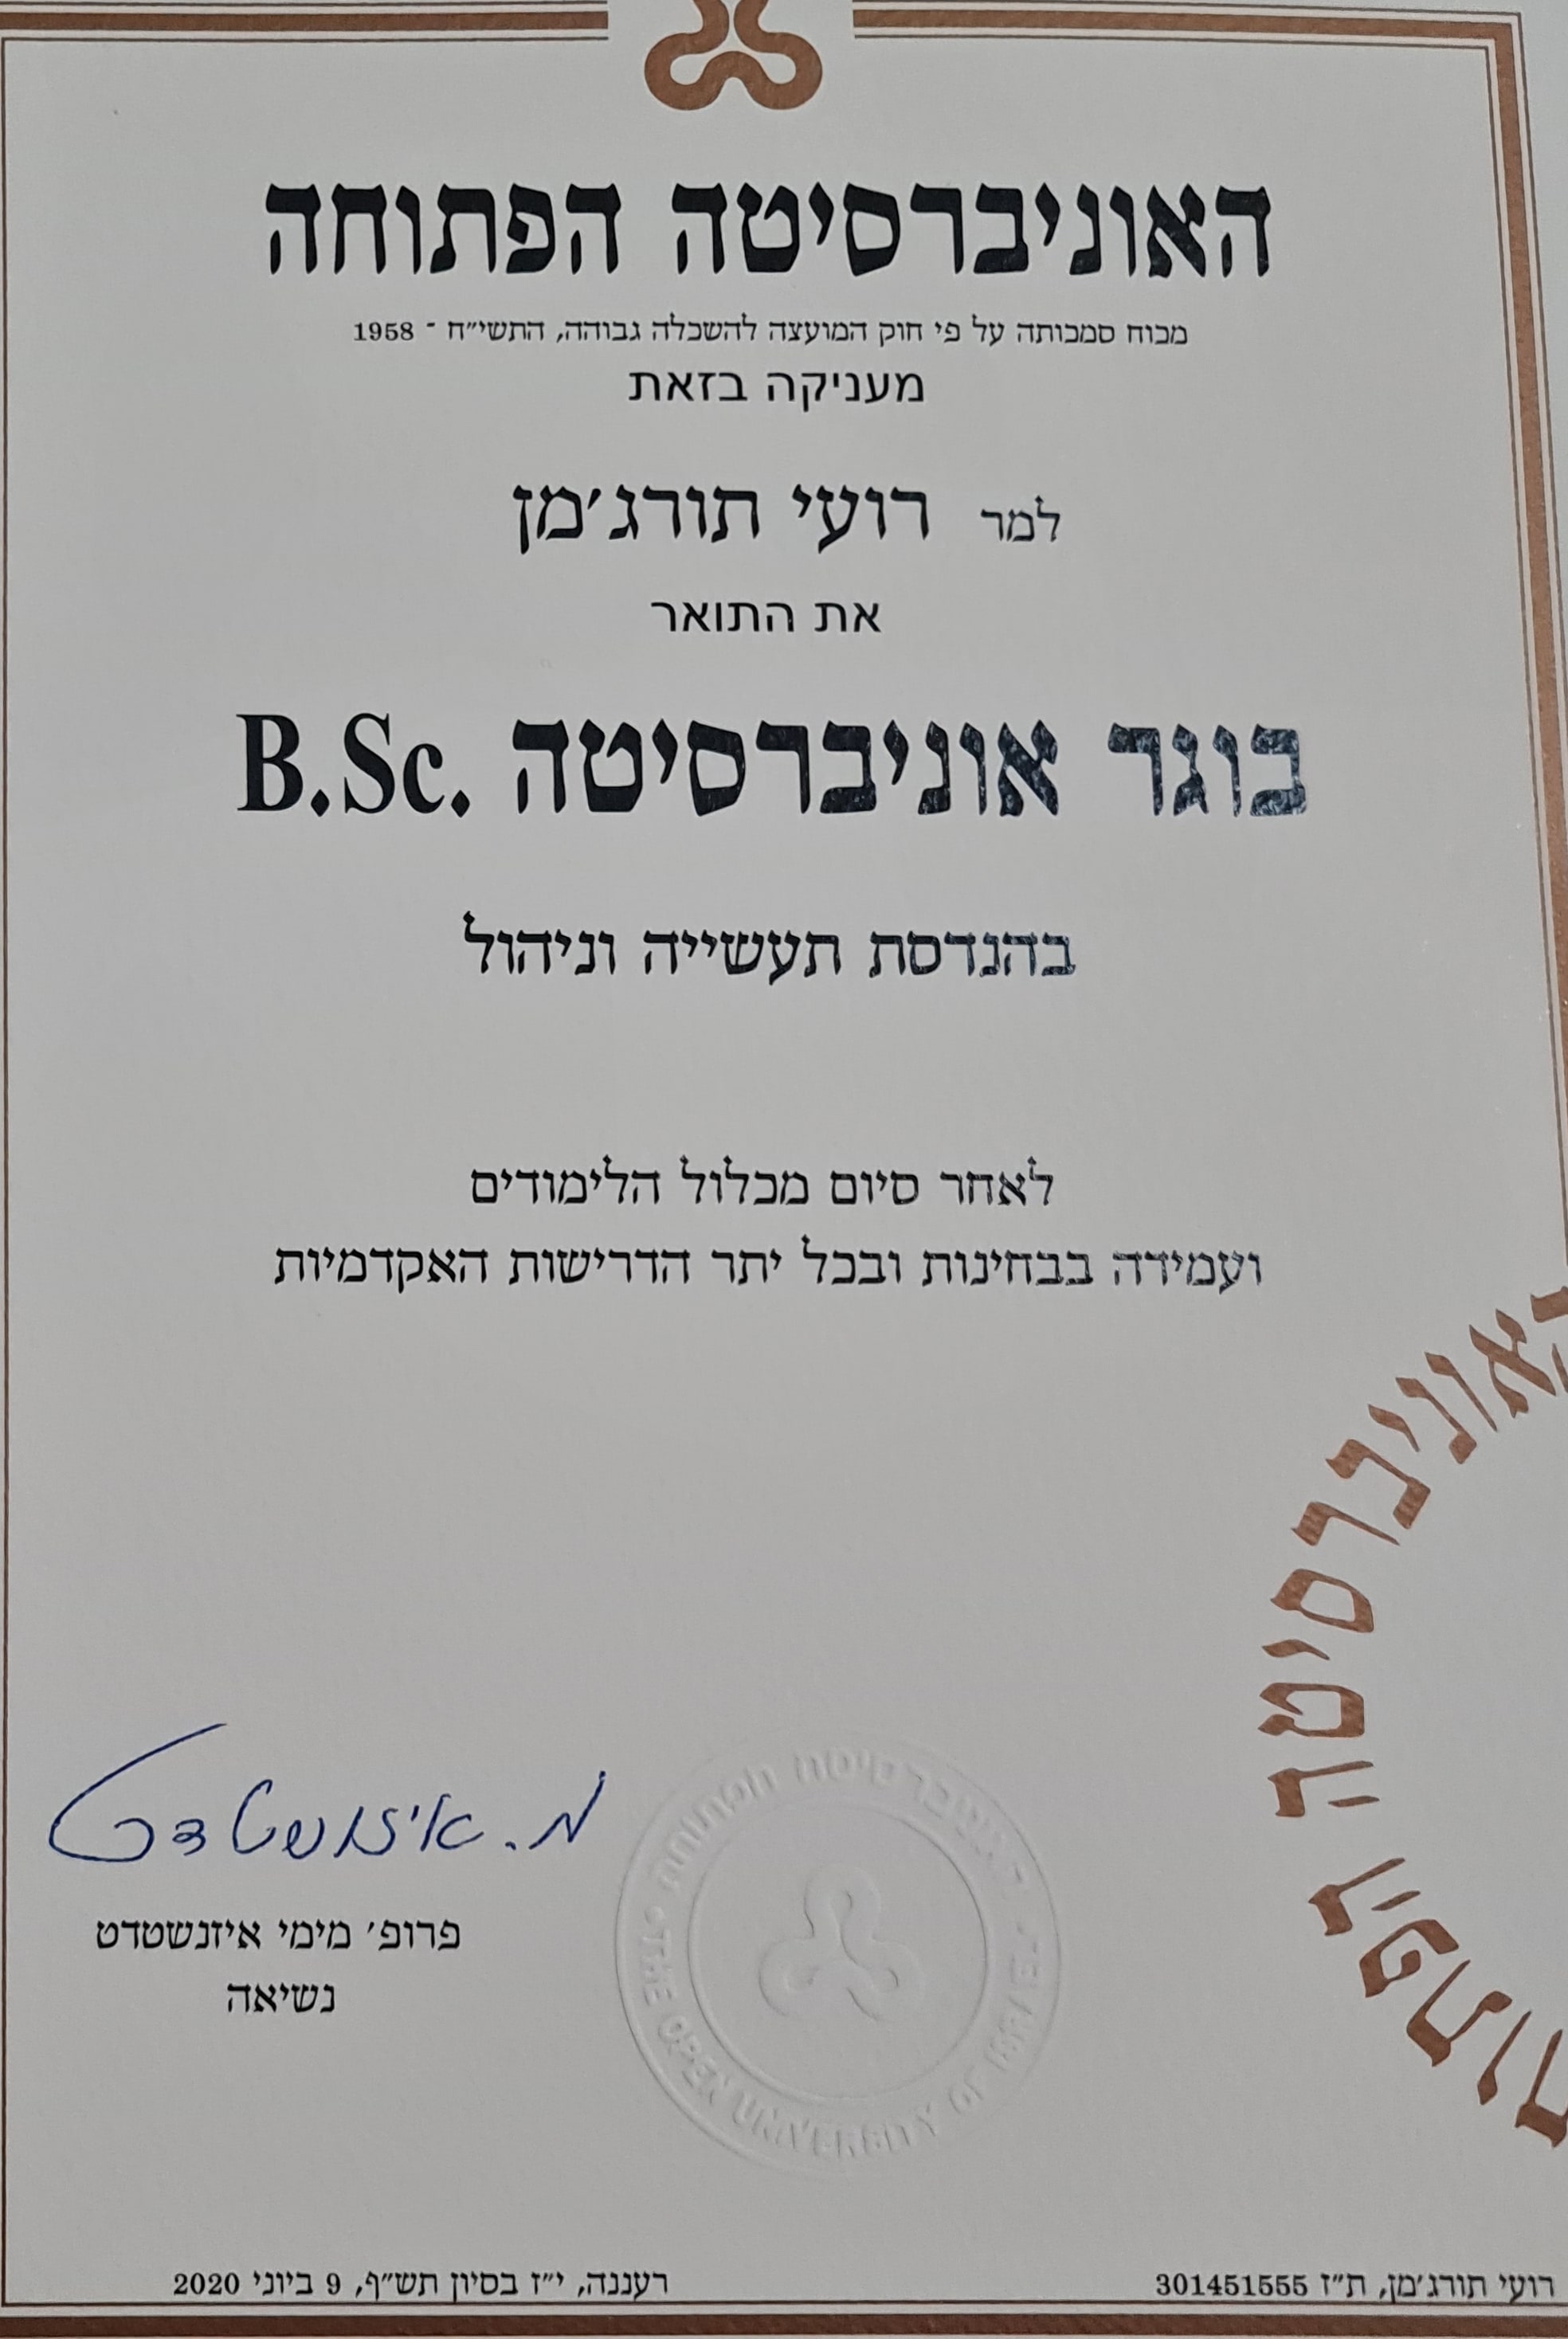 האוניברסיטה הפתוחה
מכוח סמכותה על פי חוק המועצה להשכלה גבוהה, התשי״ח - 1958
מעניקה בזאת
למר רועי תורג׳מן
את התואר
בוגר אוניברסיטה B.Sc.
בהנדסת תעשייה וניהול
לאחר סיום מכלול הלימודים
ועמידה בבחינות ובכל יתר הדרישות האקדמיות
אוניברסיטה הפתו
מ. איזנשטדט
האוניברסיטה הפתוחה • THE OPEN UNIVERSITY OF ISRAEL •
פרופ׳ מימי איזנשטדט
נשיאה
רועי תורג׳מן, ת״ז 301451555
רעננה, י״ז בסיון תש״ף, 9 ביוני 2020